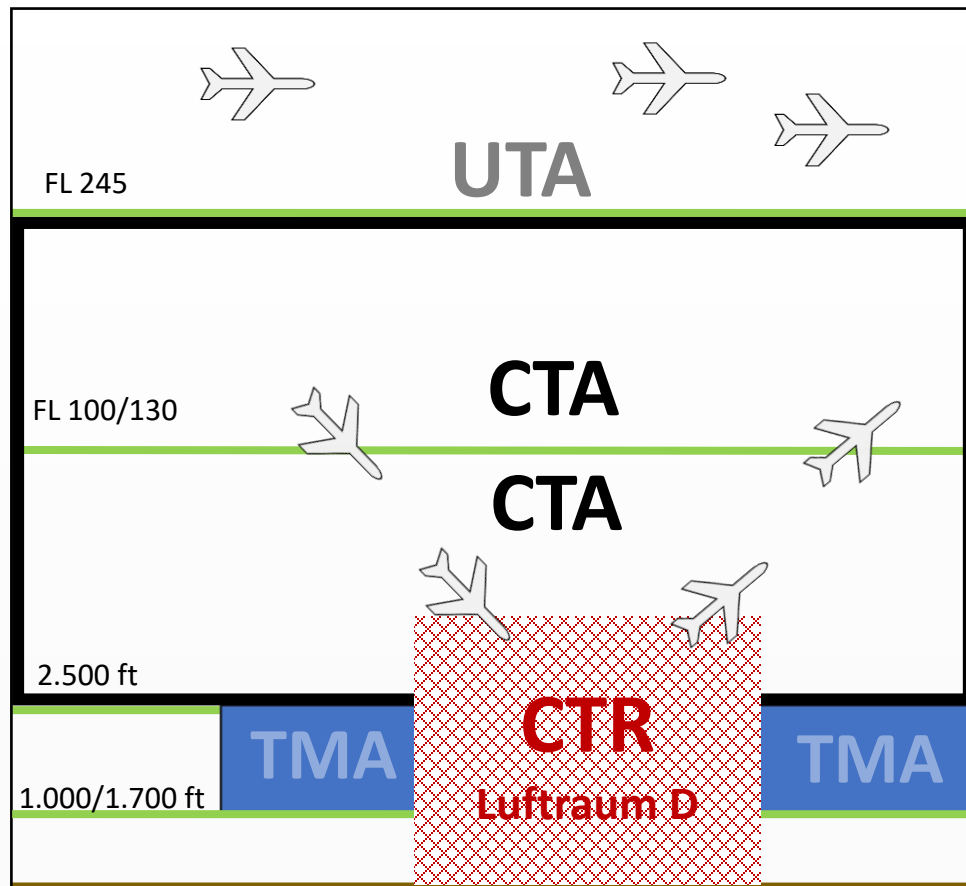 UTA
FL 245
CTA
FL 100/130
CTA
2.500 ft
CTR
TMA
TMA
1.000/1.700 ft
Luftraum D